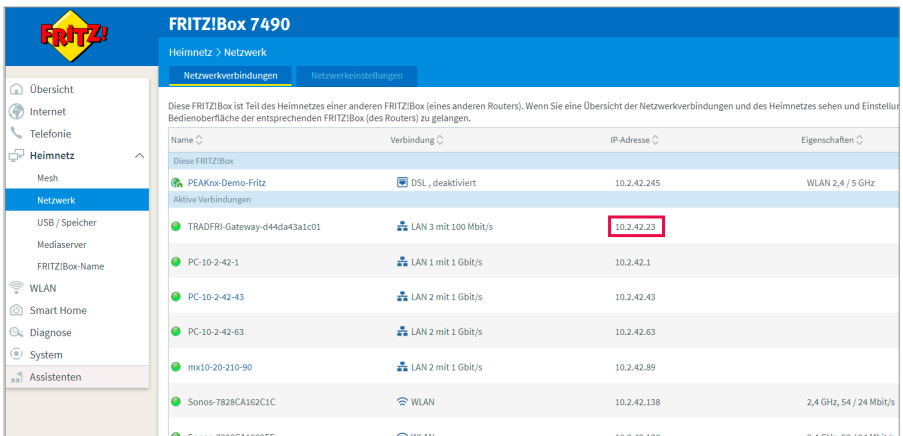 FRITZ!
FRITZ!Box 7490
Heimnetz > Netzwerk
Netzwerkverbindungen Netzwerkeinstellungen
Übersicht
Internet
Telefonie
Heimnetz
Mesh
Netzwerk
USB / Speicher
Mediaserver
FRITZ!Box-Name
WLAN
Smart Home
Diagnose
System
Assistenten
Diese FRITZ!Box ist Teil des Heimnetzes einer anderen FRITZ!Box (eines anderen Routers). Wenn Sie eine Übersicht der Netzwerkverbindungen und des Heimnetzes sehen und Einstellur
Bedienoberfläche der entsprechenden FRITZ!Box (des Routers) zu gelangen.
Name Verbindung IP-Adresse Eigenschaften
Diese FRITZ!Box
PEAKnx-Demo-Fritz DSL , deaktiviert 10.2.42.245 WLAN 2,4 / 5 GHz
Aktive Verbindungen
TRADFRI-Gateway-d44da43a1c01 LAN 3 mit 100 Mbit/s 10.2.42.23
PC-10-2-42-1 LAN 1 mit 1 Gbit/s 10.2.42.1
PC-10-2-42-43 LAN 2 mit 1 Gbit/s 10.2.42.43
PC-10-2-42-63 LAN 2 mit 1 Gbit/s 10.2.42.63
mx10-20-210-90 LAN 2 mit 1 Gbit/s 10.2.42.89
Sonos-7828CA162C1C WLAN 10.2.42.138 2,4 GHz, 54 / 24 Mbit/s